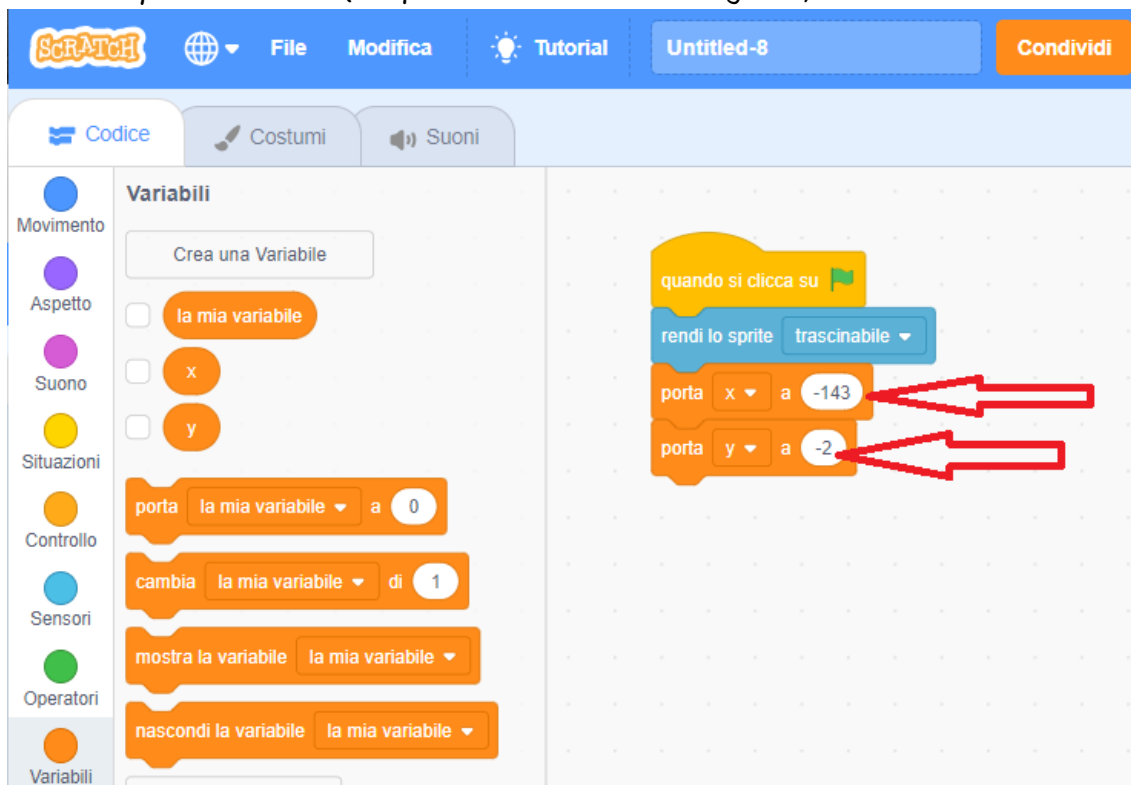 SCRATCH File Modifica Tutorial Untitled-8 Condividi
Codice Costumi Suoni
Movimento
Aspetto
Suono
Situazioni
Controllo
Sensori
Operatori
Variabili
Variabili
Crea una Variabile
la mia variabile
x
y
porta la mia variabile a 0
cambia la mia variabile di 1
mostra la variabile la mia variabile
nascondi la variabile la mia variabile
quando si clicca su
rendi lo sprite trascinabile
porta x a -143
porta y a -2